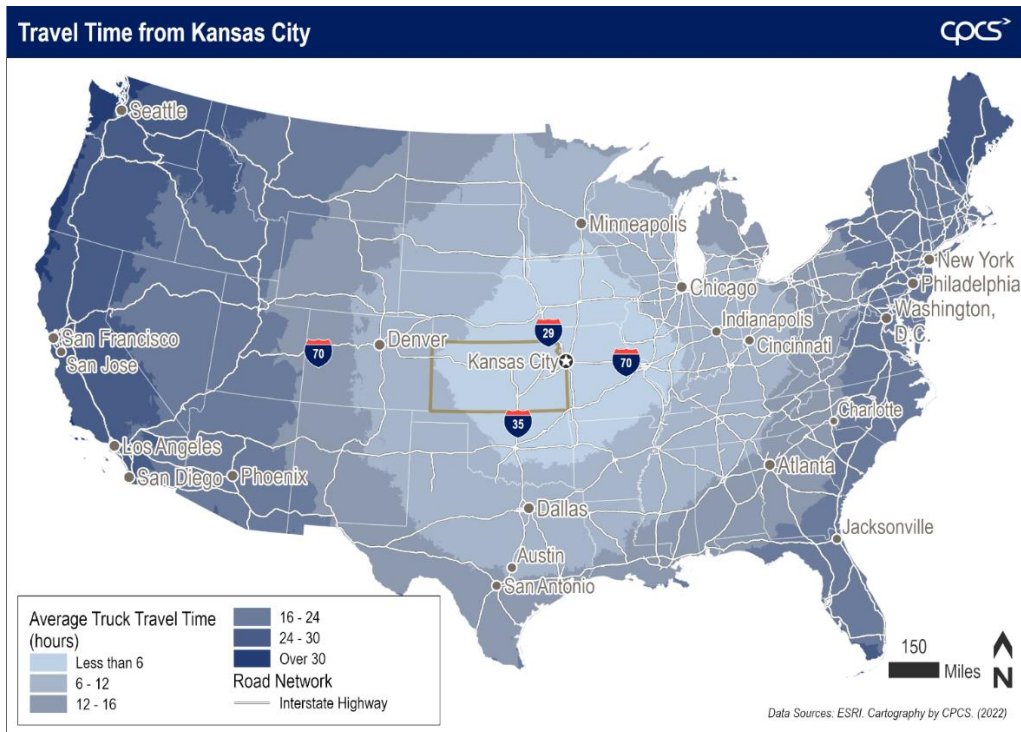 Travel Time from Kansas City
cpcs
Seattle
Minneapolis
New York
Philadelphia
Chicago
Washington,
D.C.
Indianapolis
Cincinnati
Denver
29
Kansas City
70
70
San Francisco
San Jose
35
Charlotte
Los Angeles
San Diego
Phoenix
Atlanta
Dallas
Jacksonville
Austin
San Antonio
Average Truck Travel Time
(hours)
Less than 6
6 - 12
12 - 16
16 - 24
24 - 30
Over 30
Road Network
Interstate Highway
150
Miles
N
Data Sources: ESRI. Cartography by CPCS. (2022)